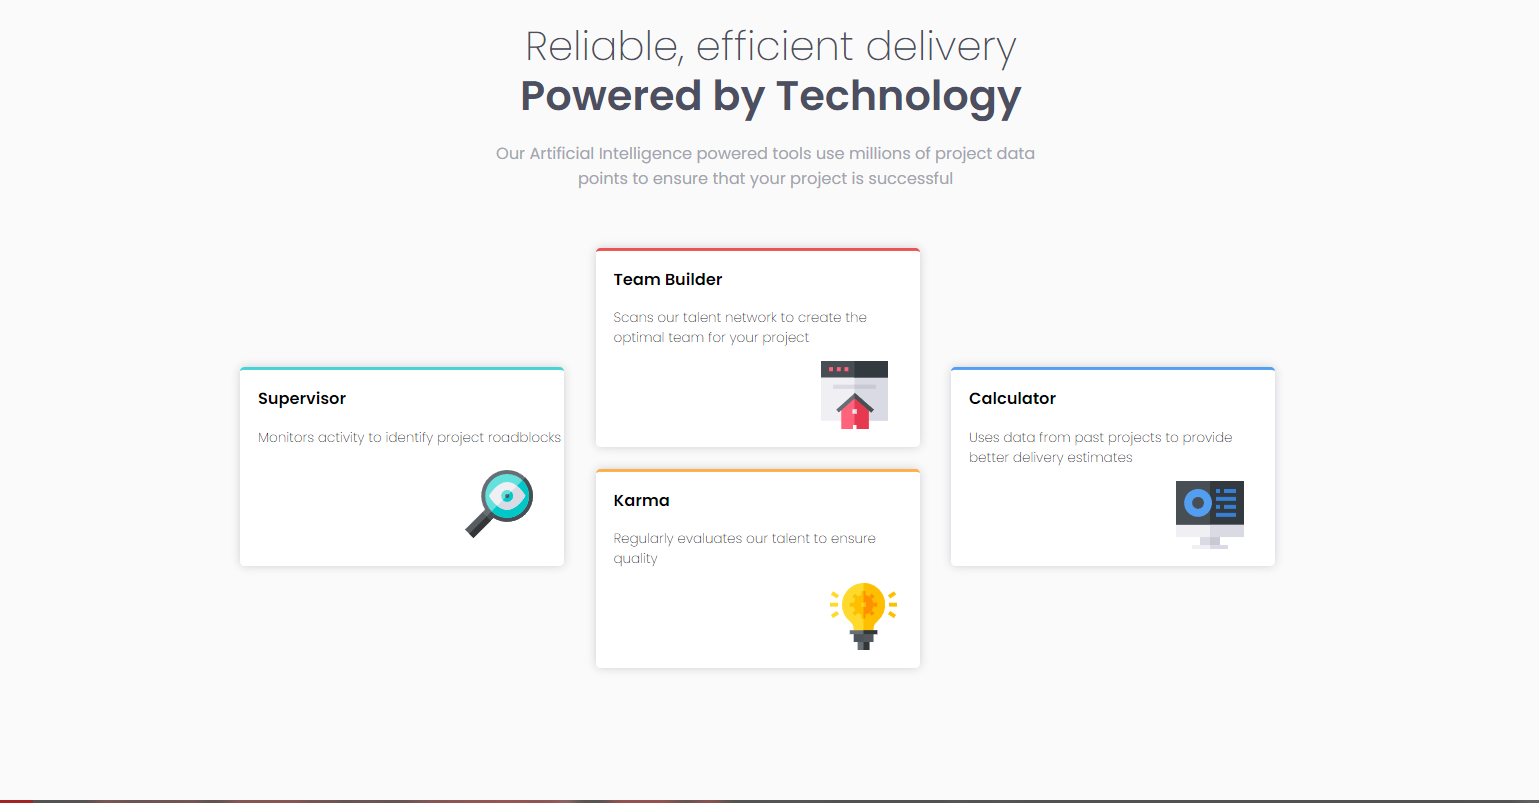 Reliable, efficient delivery
Powered by Technology
Our Artificial Intelligence powered tools use millions of project data
points to ensure that your project is successful
Supervisor
Monitors activity to identify project roadblocks
Team Builder
Scans our talent network to create the
optimal team for your project
Karma
Regularly evaluates our talent to ensure
quality
Calculator
Uses data from past projects to provide
better delivery estimates